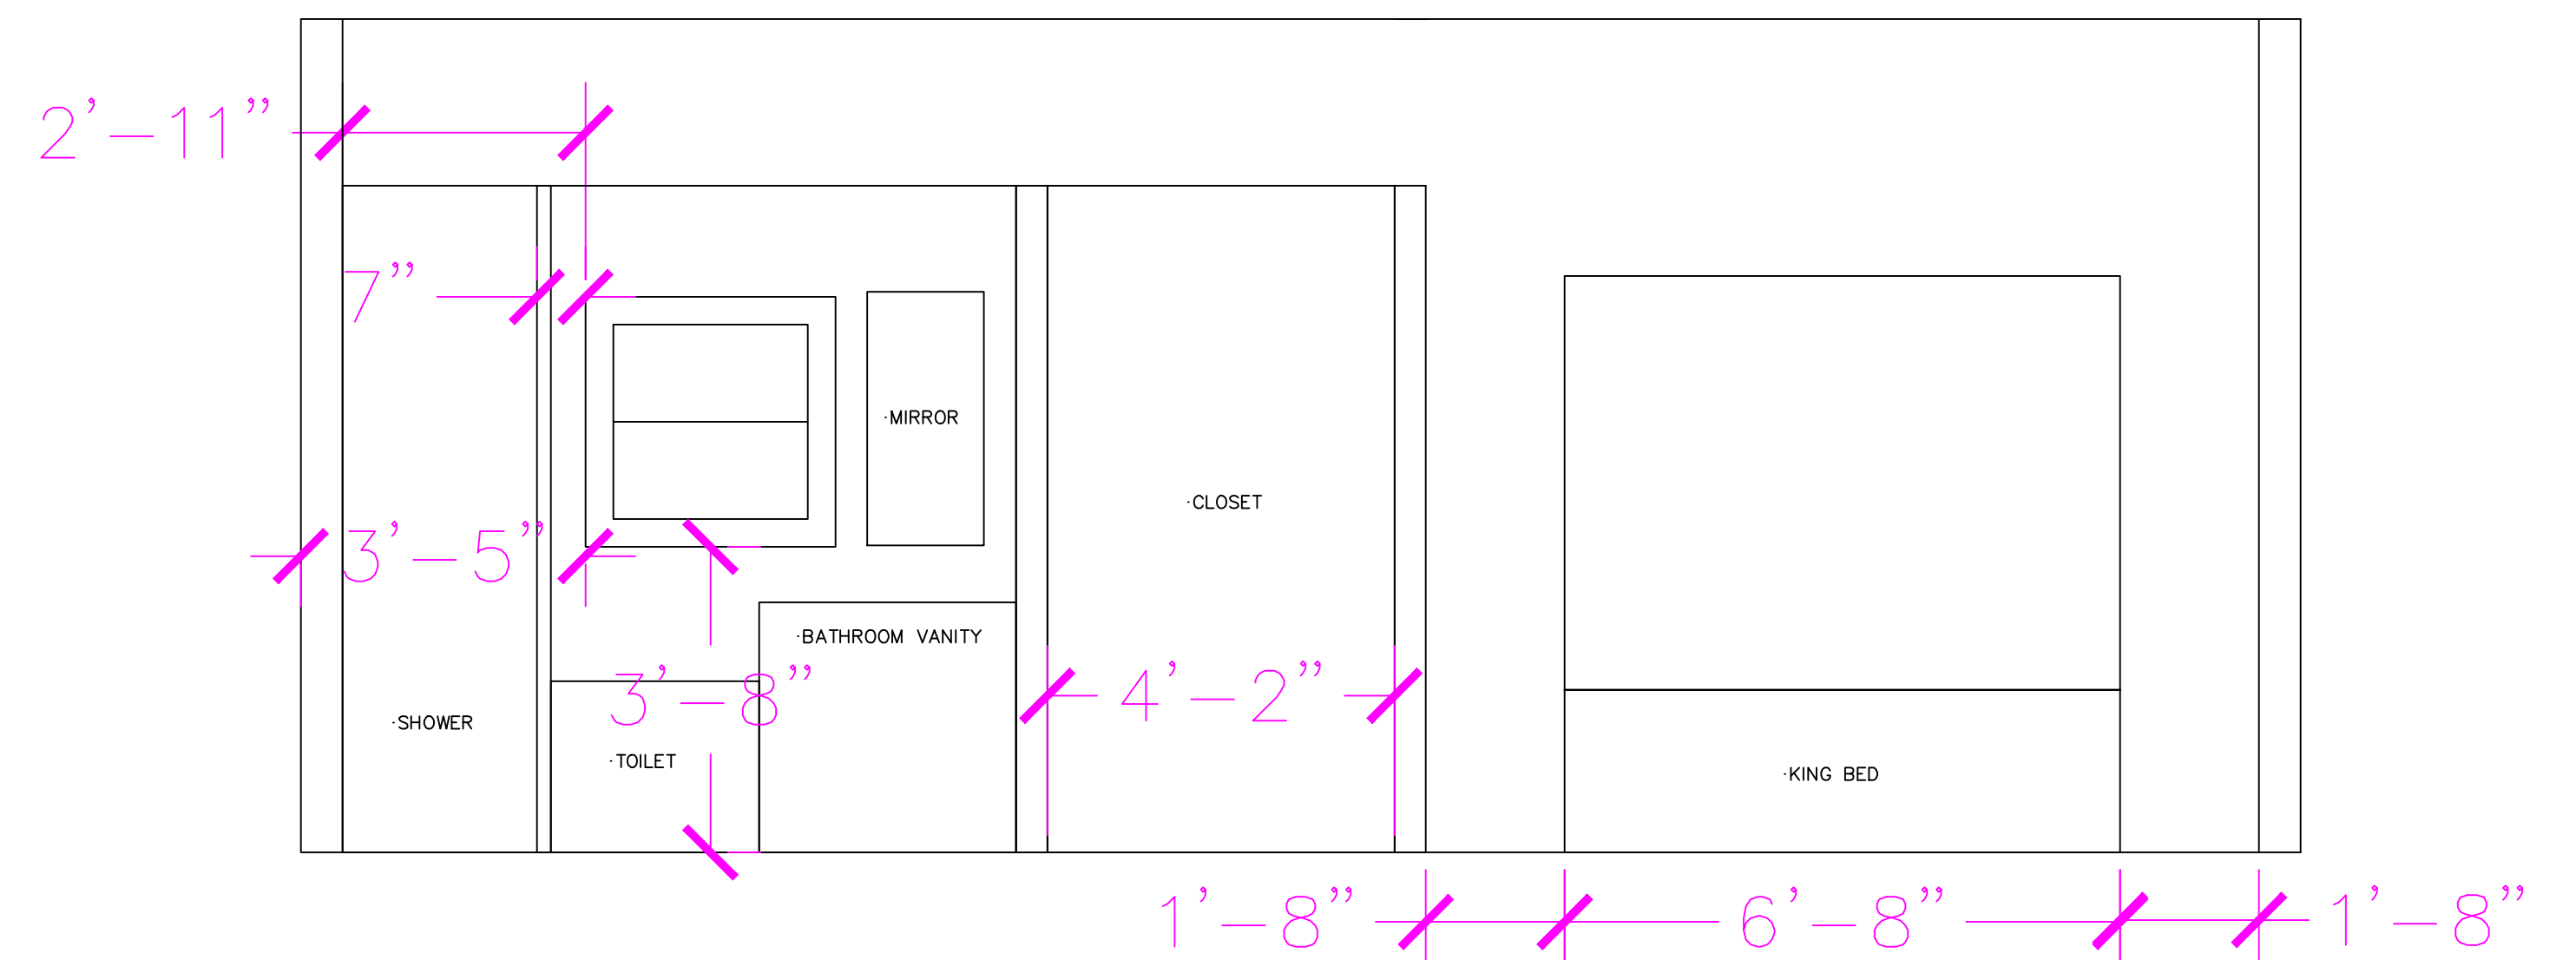 2'-11"
7"
·MIRROR
·CLOSET
3'-5"
·BATHROOM VANITY
3'-8"
4'-2"
·SHOWER
·TOILET
·KING BED
1'-8"
6'-8"
1'-8"